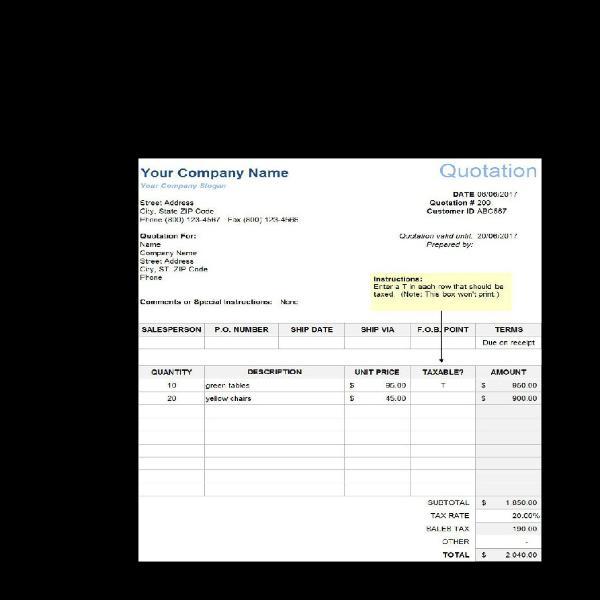 Your Company Name
Quotation
Your Company Slogan
DATE 06/06/2017
Street Address
Quotation # 200
City, State ZIP Code
Customer ID ABC567
Phone (800) 123-4567 Fax (800) 123-4568
Quotation For:
Quotation valid until: 20/06/2017
Name
Prepared by:
Company Name
Street Address
City, ST ZIP Code
Phone
Instructions:
Enter a T in each row that should be
taxed. (Note: This box won't print.)
Comments or Special Instructions: None
SALESPERSON P.O. NUMBER SHIP DATE SHIP VIA F.O.B. POINT TERMS
Due on receipt
QUANTITY DESCRIPTION UNIT PRICE TAXABLE? AMOUNT
10 green tables $ 95.00 T $ 950.00
20 yellow chairs $ 45.00 $ 900.00
SUBTOTAL $ 1,850.00
TAX RATE 20.00%
SALES TAX 190.00
OTHER -
TOTAL $ 2,040.00